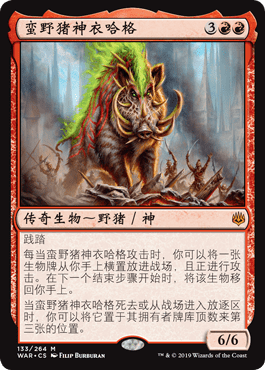 蛮野猪神衣哈格 3
传奇生物～野猪／神
践踏
每当蛮野猪神衣哈格攻击时，你可以将一张
生物牌从你手上横置放进战场，且正进行攻
击。在下一个结束步骤开始时，将该生物移
回你手上。
当蛮野猪神衣哈格死去或从战场进入放逐区
时，你可以将它置于其拥有者牌库顶数来第
三张的位置。
6/6
133/264 M
WAR • CS FILIP BURBURAN
™ & © 2019 Wizards of the Coast